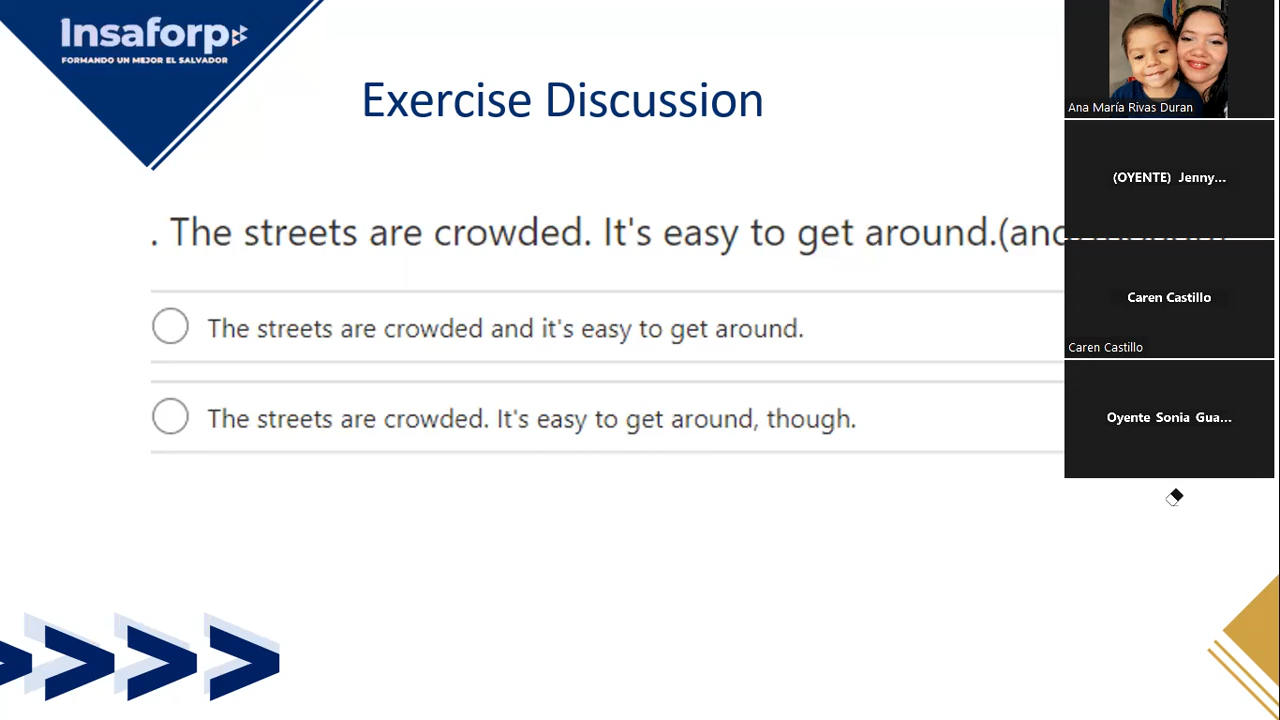 Insaforp
FORMANDO UN MEJOR EL SALVADOR
Exercise Discussion
. The streets are crowded. It's easy to get around.(and
The streets are crowded and it's easy to get around.
The streets are crowded. It's easy to get around, though.
Ana María Rivas Duran
(OYENTE) Jenny...
Caren Castillo
Caren Castillo
Oyente Sonia Gua...